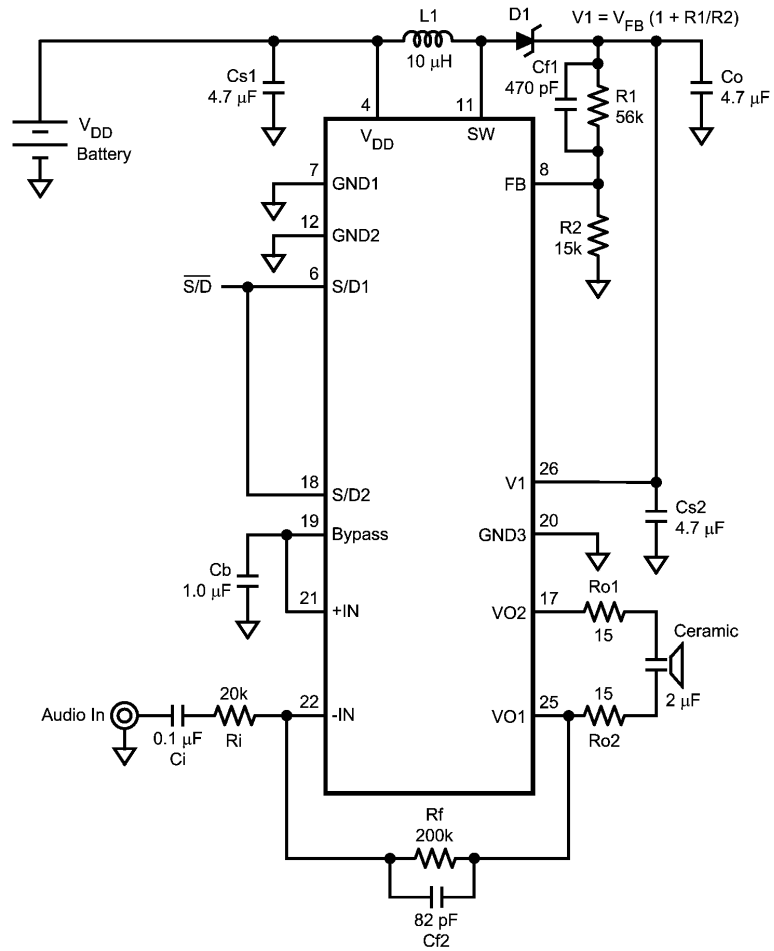 L1
10 μH
D1
V1 = VFB (1 + R1/R2)
Cs1
4.7 μF
Cf1
470 pF
R1
56k
Co
4.7 μF
VDD
Battery
4
VDD
11
SW
7
GND1
8
FB
12
GND2
R2
15k
S/D
6
S/D1
18
S/D2
26
V1
19
Bypass
20
GND3
Cs2
4.7 μF
Cb
1.0 μF
21
+IN
17
VO2
Ro1
15
Ceramic
2 μF
Audio In
0.1 μF
Ci
20k
Ri
22
-IN
25
VO1
15
Ro2
Rf
200k
82 pF
Cf2